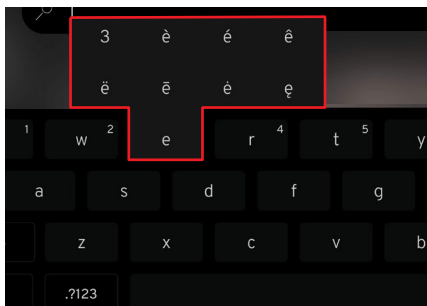 3 è é ê
ë ē ė ę
1 w 2 e r 4 t 5 y
a s d f g
z x c v b
.?123